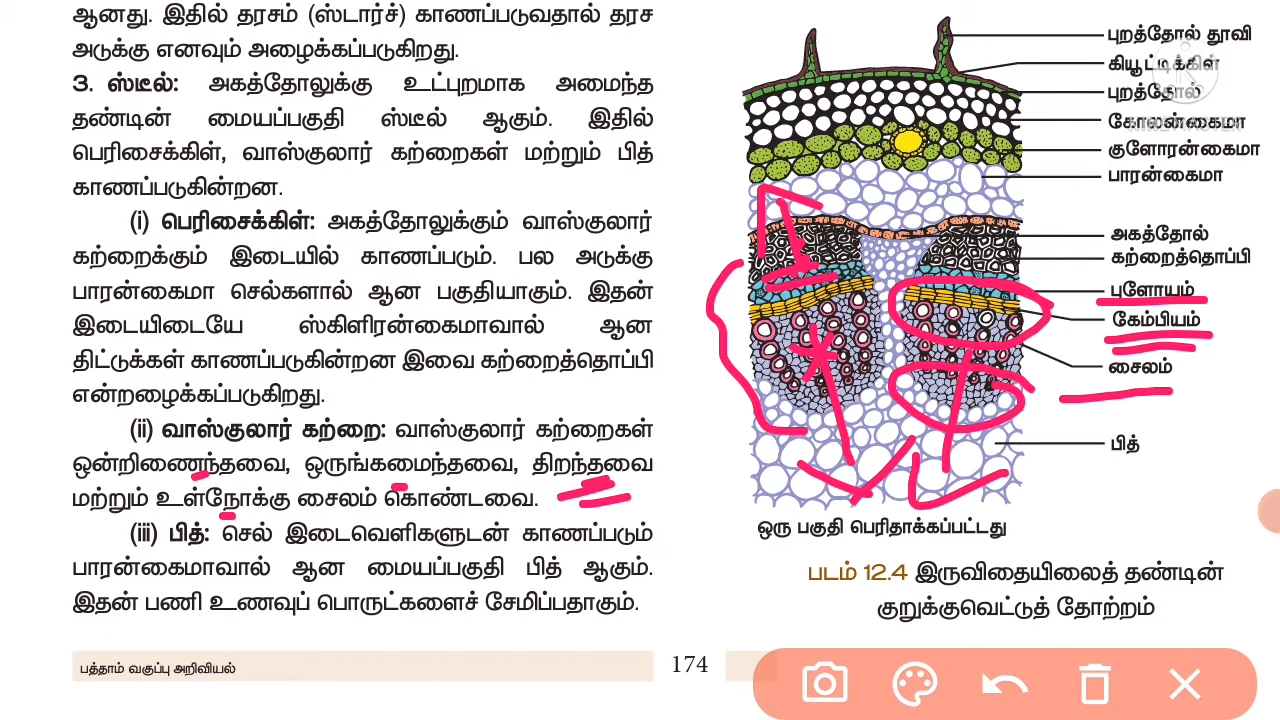 ஆனது. இதில் தரசம் (ஸ்டார்ச்) காணப்படுவதால் தரச
அடுக்கு எனவும் அழைக்கப்படுகிறது.
3. ஸ்டீல்: அகத்தோலுக்கு உட்புறமாக அமைந்த
தண்டின் மையப்பகுதி ஸ்டீல் ஆகும். இதில்
பெரிசைக்கிள், வாஸ்குலார் கற்றைகள் மற்றும் பித்
காணப்படுகின்றன.
(i) பெரிசைக்கிள்: அகத்தோலுக்கும் வாஸ்குலார்
கற்றைக்கும் இடையில் காணப்படும். பல அடுக்கு
பாரன்கைமா செல்களால் ஆன பகுதியாகும். இதன்
இடையிடையே ஸ்கிளிரன்கைமாவால் ஆன
திட்டுக்கள் காணப்படுகின்றன இவை கற்றைத்தொப்பி
என்றழைக்கப்படுகிறது.
(ii) வாஸ்குலார் கற்றை: வாஸ்குலார் கற்றைகள்
ஒன்றிணைந்தவை, ஒருங்கமைந்தவை, திறந்தவை
மற்றும் உள்நோக்கு சைலம் கொண்டவை.
(iii) பித்: செல் இடைவெளிகளுடன் காணப்படும்
பாரன்கைமாவால் ஆன மையப்பகுதி பித் ஆகும்.
இதன் பணி உணவுப் பொருட்களைச் சேமிப்பதாகும்.
புறத்தோல் தூவி
கியூட்டிக்கிள்
புறத்தோல்
கோலன்கைமா
குளோரன்கைமா
பாரன்கைமா
அகத்தோல்
கற்றைத்தொப்பி
புளோயம்
கேம்பியம்
சைலம்
பித்
ஒரு பகுதி பெரிதாக்கப்பட்டது
படம் 12.4 இருவிதையிலைத் தண்டின்
குறுக்குவெட்டுத் தோற்றம்
பத்தாம் வகுப்பு அறிவியல்
174